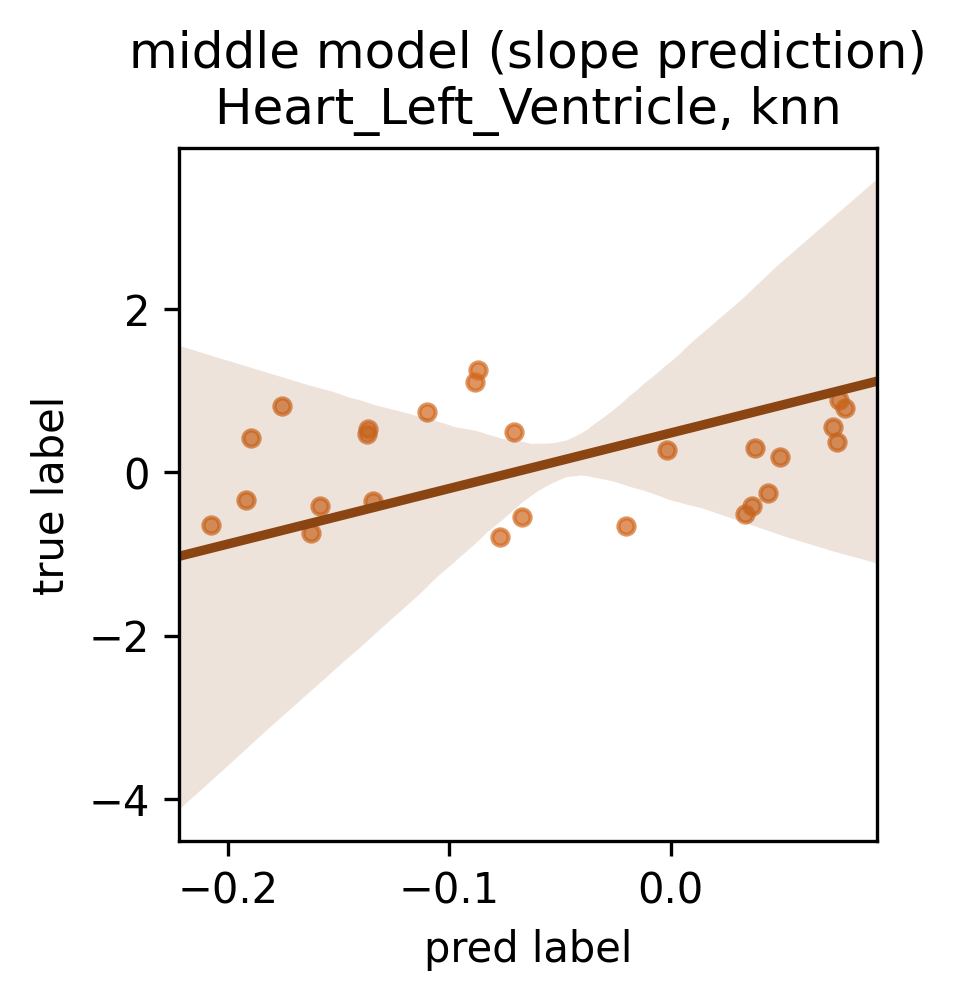 middle model (slope prediction)
Heart_Left_Ventricle, knn
2
0
−2
−4
true label
−0.2
−0.1
0.0
pred label